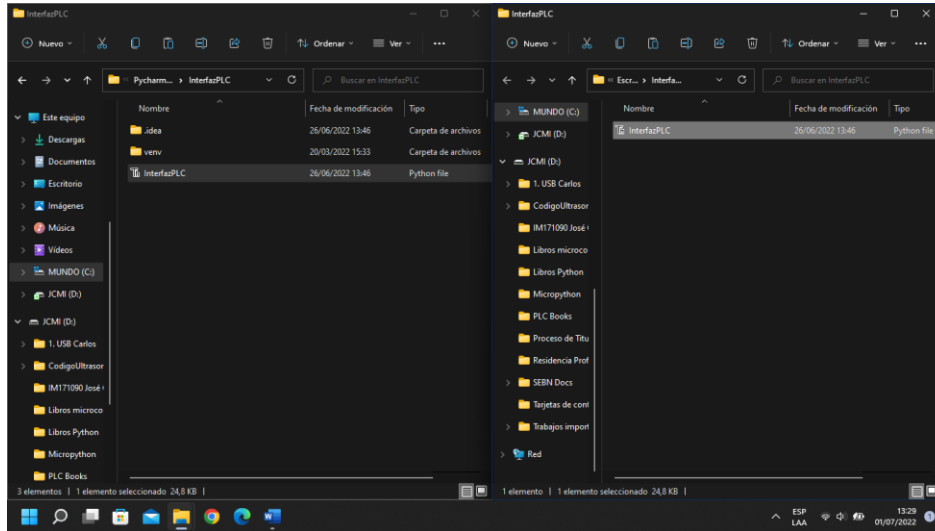 InterfazPLC
Nuevo
Ordenar
Ver
Pycharm... > InterfazPLC
Buscar en InterfazPLC
Este equipo
Descargas
Documentos
Escritorio
Imágenes
Música
Vídeos
MUNDO (C:)
JCMI (D:)
JCMI (D:)
1. USB Carlos
CodigoUltrasor
IM171090 José
Libros microco
Libros Python
Micropython
PLC Books
Nombre Fecha de modificación Tipo
.idea 26/06/2022 13:46 Carpeta de archivos
venv 20/03/2022 15:33 Carpeta de archivos
InterfazPLC 26/06/2022 13:46 Python file
3 elementos | 1 elemento seleccionado 24,8 KB |
InterfazPLC
Nuevo
Ordenar
Ver
Escr... > Interfa...
Buscar en InterfazPLC
MUNDO (C:)
JCMI (D:)
JCMI (D:)
1. USB Carlos
CodigoUltrasor
IM171090 José
Libros microco
Libros Python
Micropython
PLC Books
Proceso de Titu
Residencia Prof
SEBN Docs
Tarjetas de cont
Trabajos import
Red
Nombre Fecha de modificación Tipo
InterfazPLC 26/06/2022 13:46 Python file
1 elemento | 1 elemento seleccionado 24,8 KB |
ESP
LAA
13:29
01/07/2022
1